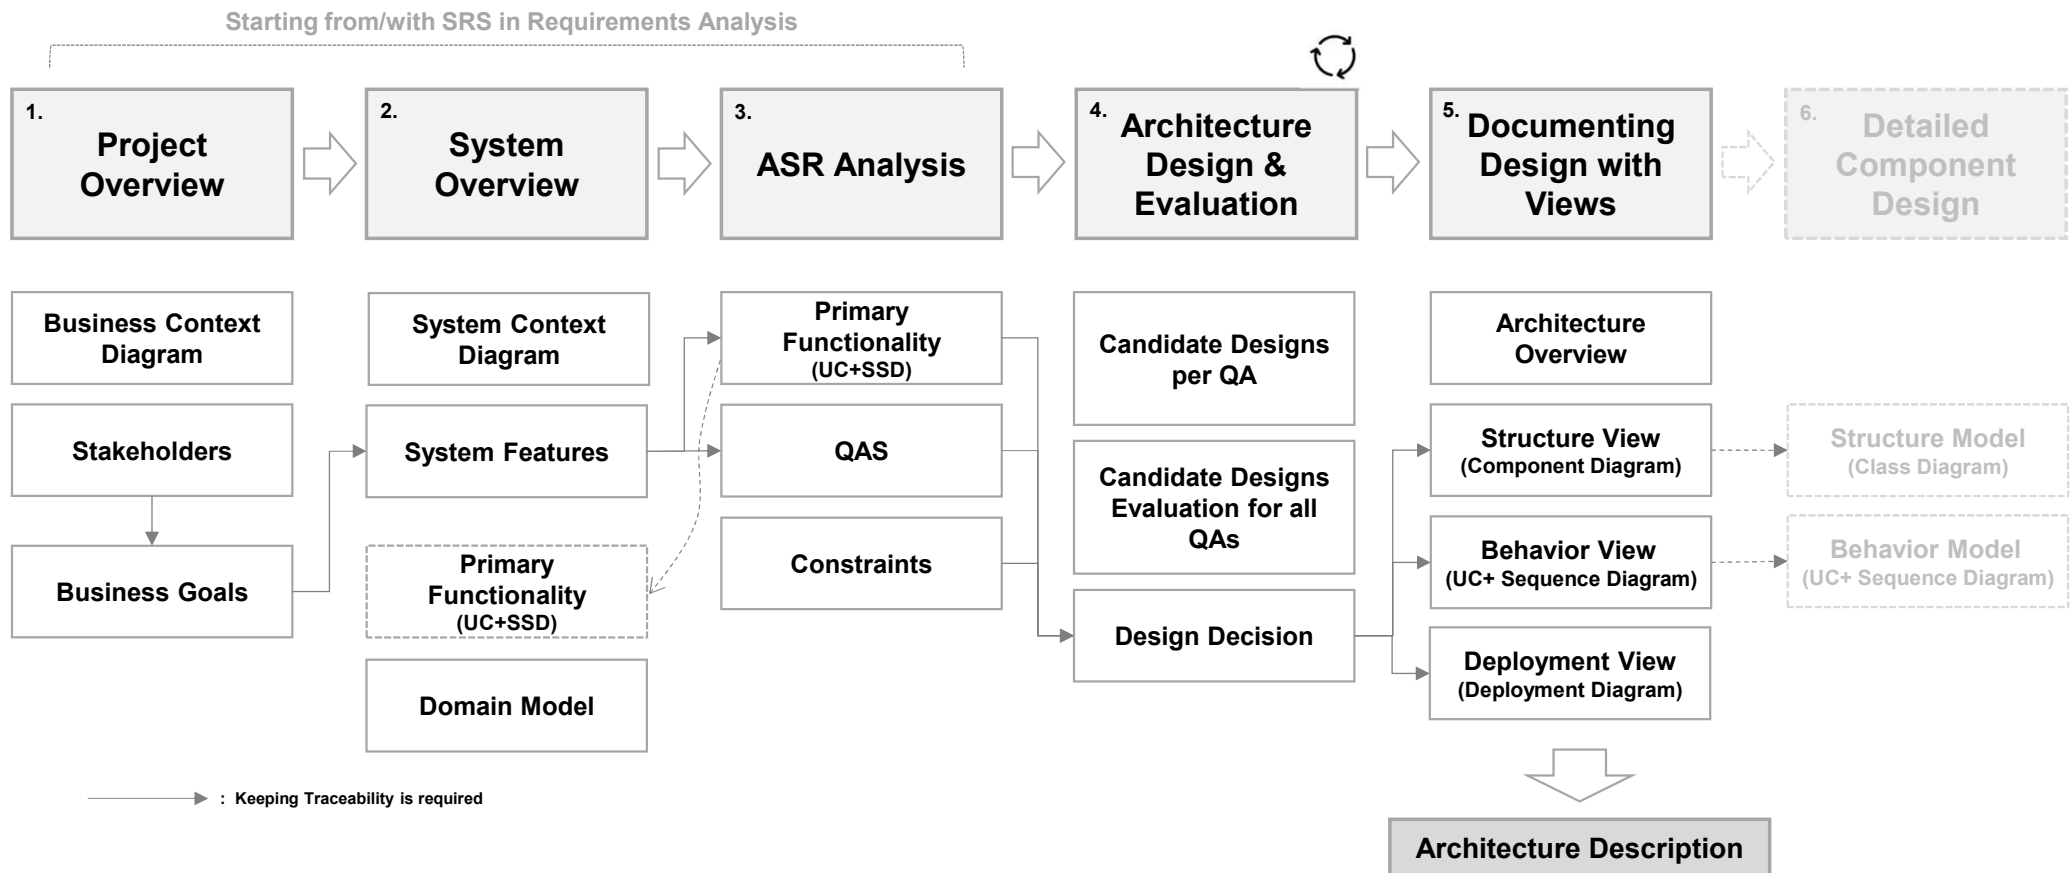 Starting from/with SRS in Requirements Analysis
1.
Project
Overview
2.
System
Overview
3.
ASR Analysis
4.
Architecture
Design &
Evaluation
5.
Documenting
Design with
Views
6.
Detailed
Component
Design
Business Context
Diagram
Stakeholders
Business Goals
System Context
Diagram
System Features
Primary
Functionality
(UC+SSD)
Domain Model
Primary
Functionality
(UC+SSD)
QAS
Constraints
Candidate Designs
per QA
Candidate Designs
Evaluation for all
QAs
Design Decision
Architecture
Overview
Structure View
(Component Diagram)
Behavior View
(UC+ Sequence Diagram)
Deployment View
(Deployment Diagram)
Structure Model
(Class Diagram)
Behavior Model
(UC+ Sequence Diagram)
: Keeping Traceability is required
Architecture Description